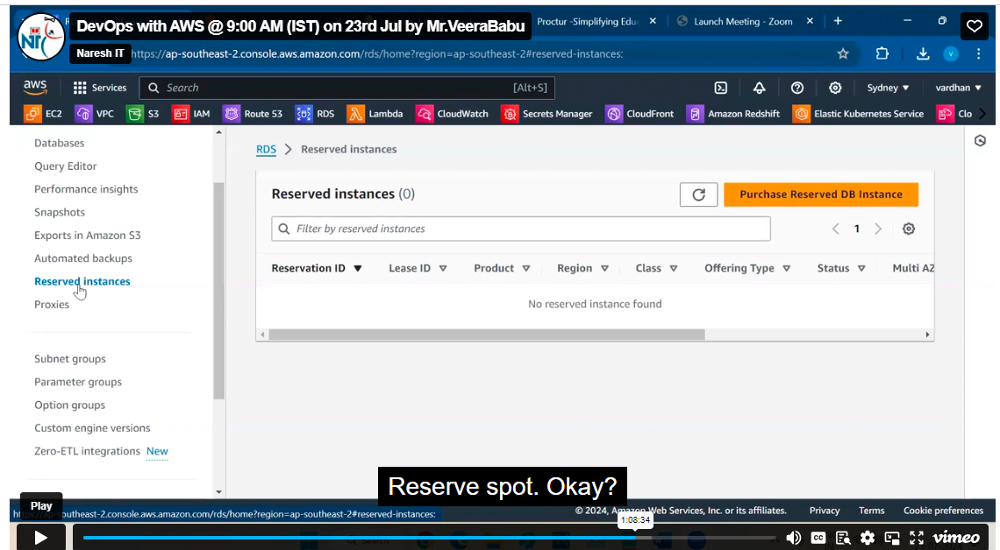 DevOps with AWS @ 9:00 AM (IST) on 23rd Jul by Mr.VeeraBabu
Proctur -Simplifying Edu
Launch Meeting - Zoom
NiT
Naresh IT
https://ap-southeast-2.console.aws.amazon.com/rds/home?region=ap-southeast-2#reserved-instances:
V
aws
Services
Search
[Alt+S]
Sydney
vardhan
EC2
VPC
S3
IAM
Route 53
RDS
Lambda
CloudWatch
Secrets Manager
CloudFront
Amazon Redshift
Elastic Kubernetes Service
Clo
Databases
Query Editor
Performance insights
Snapshots
Exports in Amazon S3
Automated backups
Reserved instances
Proxies
Subnet groups
Parameter groups
Option groups
Custom engine versions
Zero-ETL integrations New
RDS > Reserved instances
Reserved instances (0)
Purchase Reserved DB Instance
Filter by reserved instances
1
Reservation ID
Lease ID
Product
Region
Class
Offering Type
Status
Multi AZ
No reserved instance found
Reserve spot. Okay?
Play
southeast-2.console.aws.amazon.com/rds/home?region=ap-southeast-2#reserved-instances:
© 2024, Amazon Web Services, Inc. or its affiliates.
Privacy
Terms
Cookie preferences
1:08:34
Search
CC
vimeo